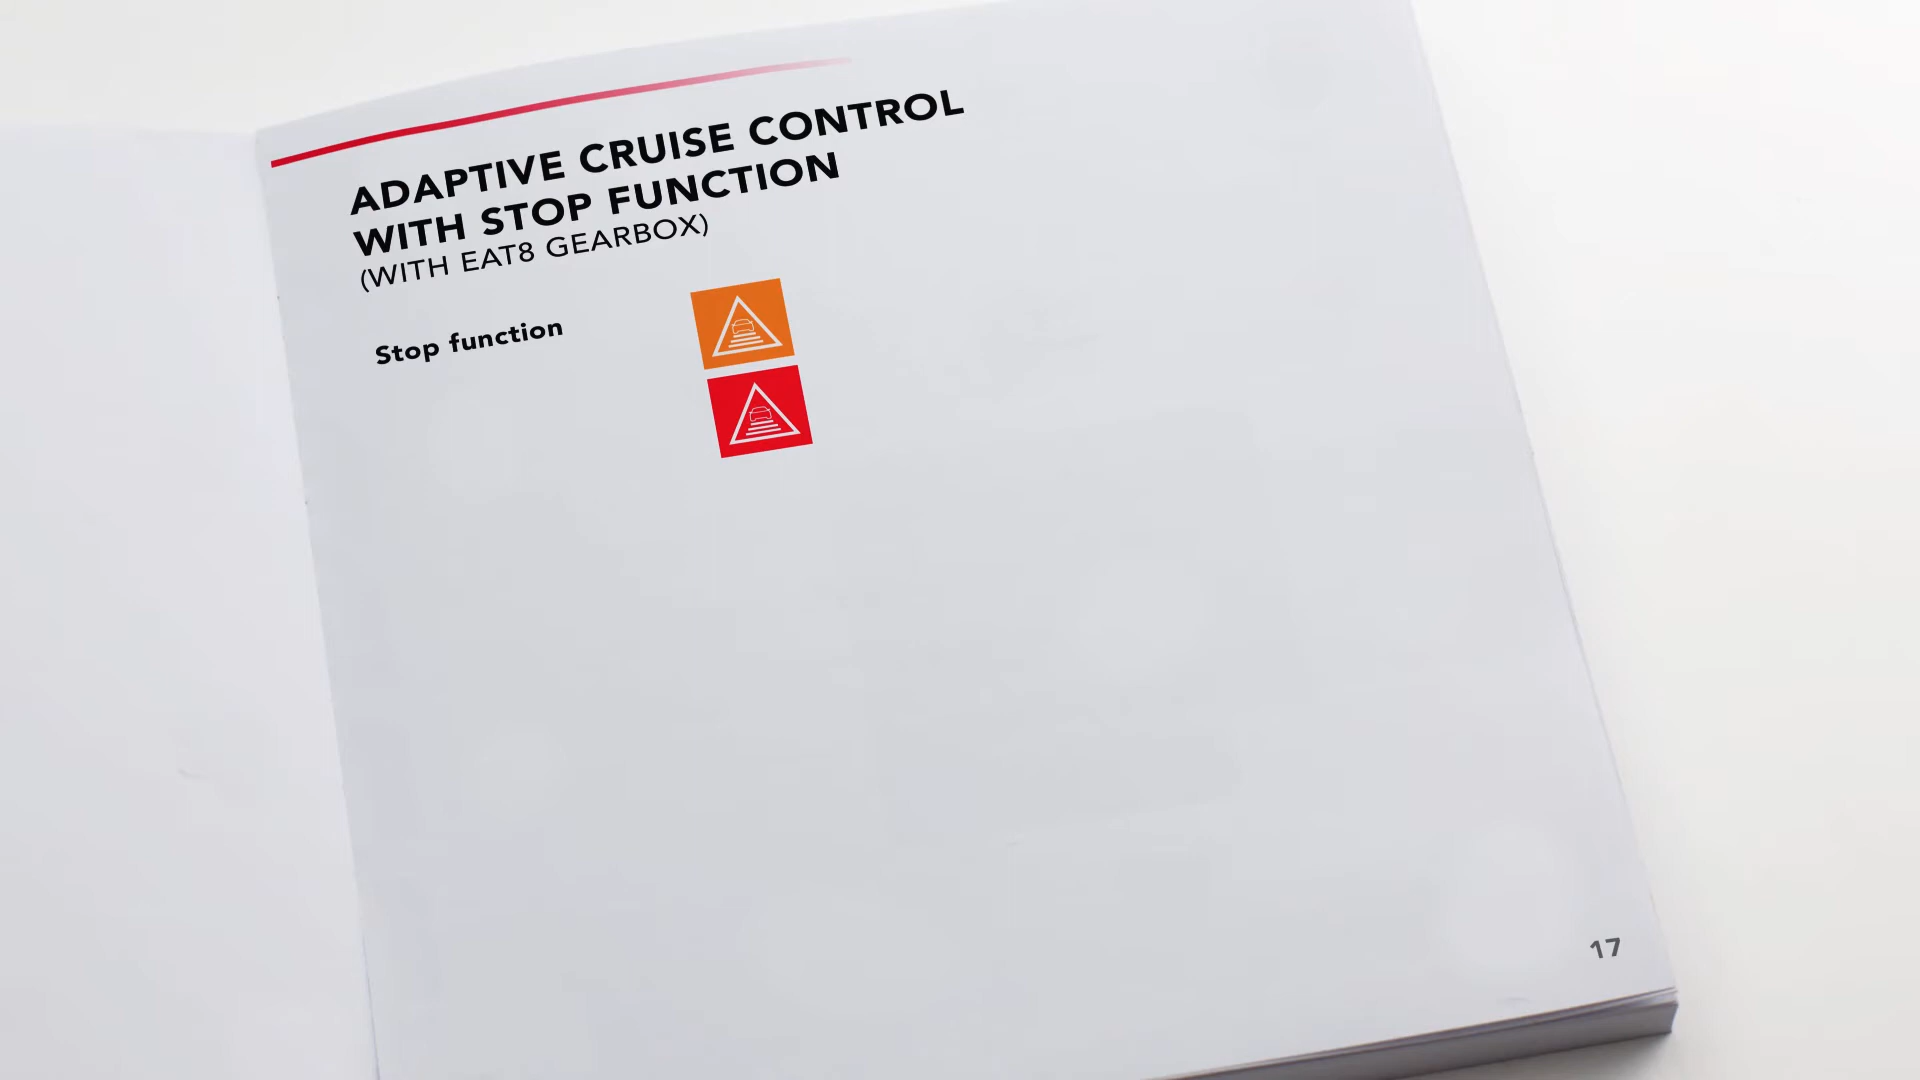 ADAPTIVE CRUISE CONTROL
WITH STOP FUNCTION
(WITH EAT8 GEARBOX)
Stop function
17